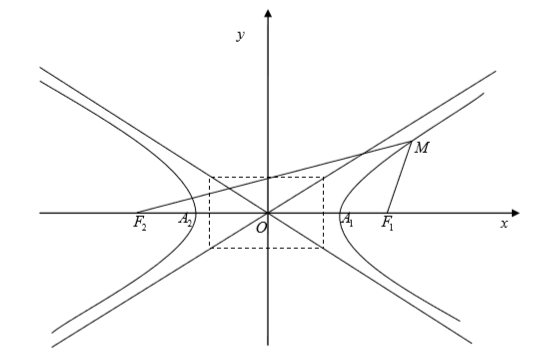 y
M
F₂ A₂ O A₁ F₁ x